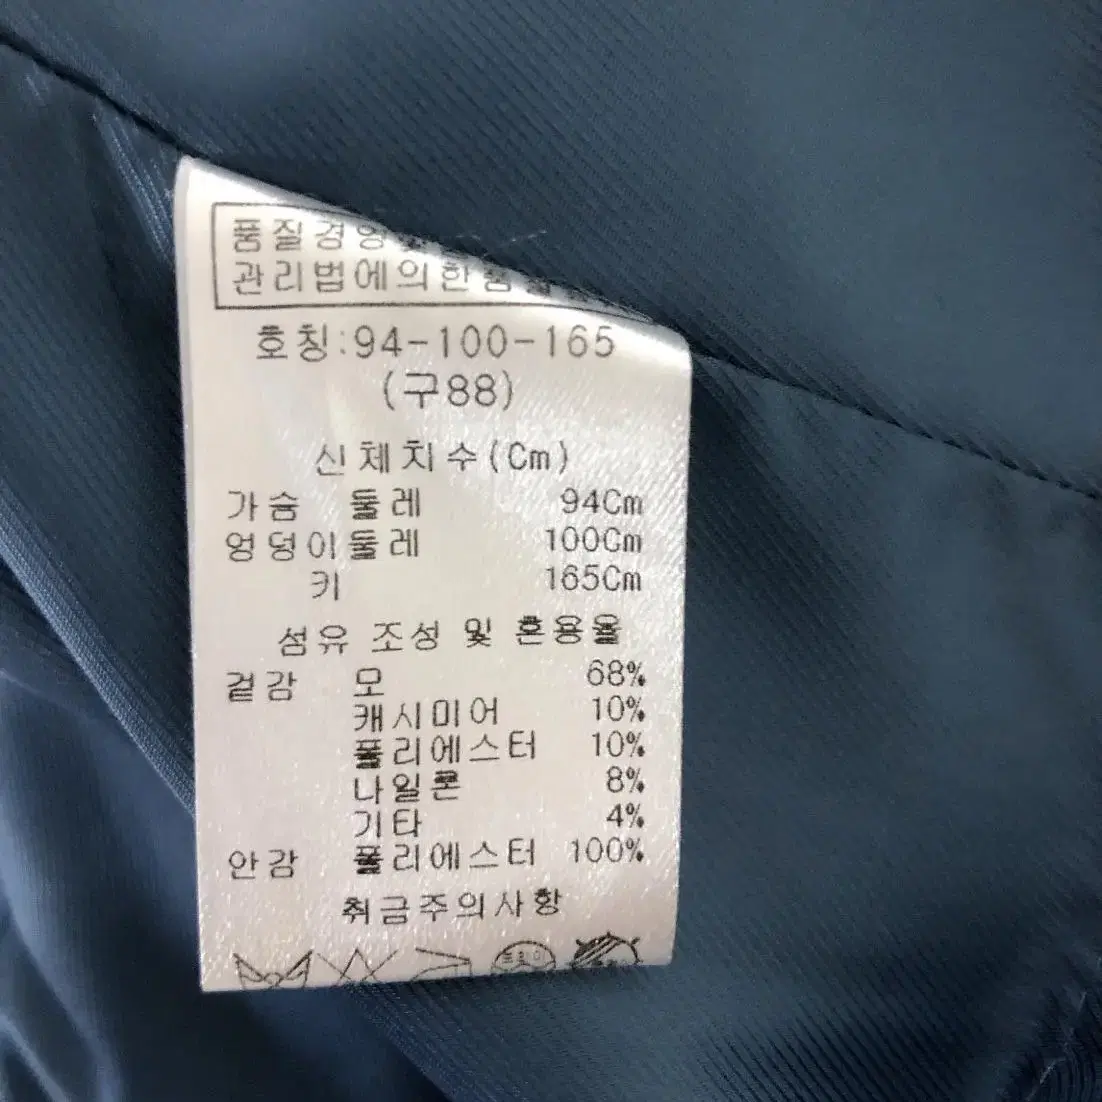 품질경영
관리법에의한품
호칭:94-100-165
(구88)
신체치수(Cm)
가슴 둘레 94Cm
엉덩이둘레 100Cm
키 165Cm
섬유 조성 및 혼용율
겉감 모 68%
캐시미어 10%
폴리에스터 10%
나일론 8%
기타 4%
안감 폴리에스터 100%
취급주의사항
드라이